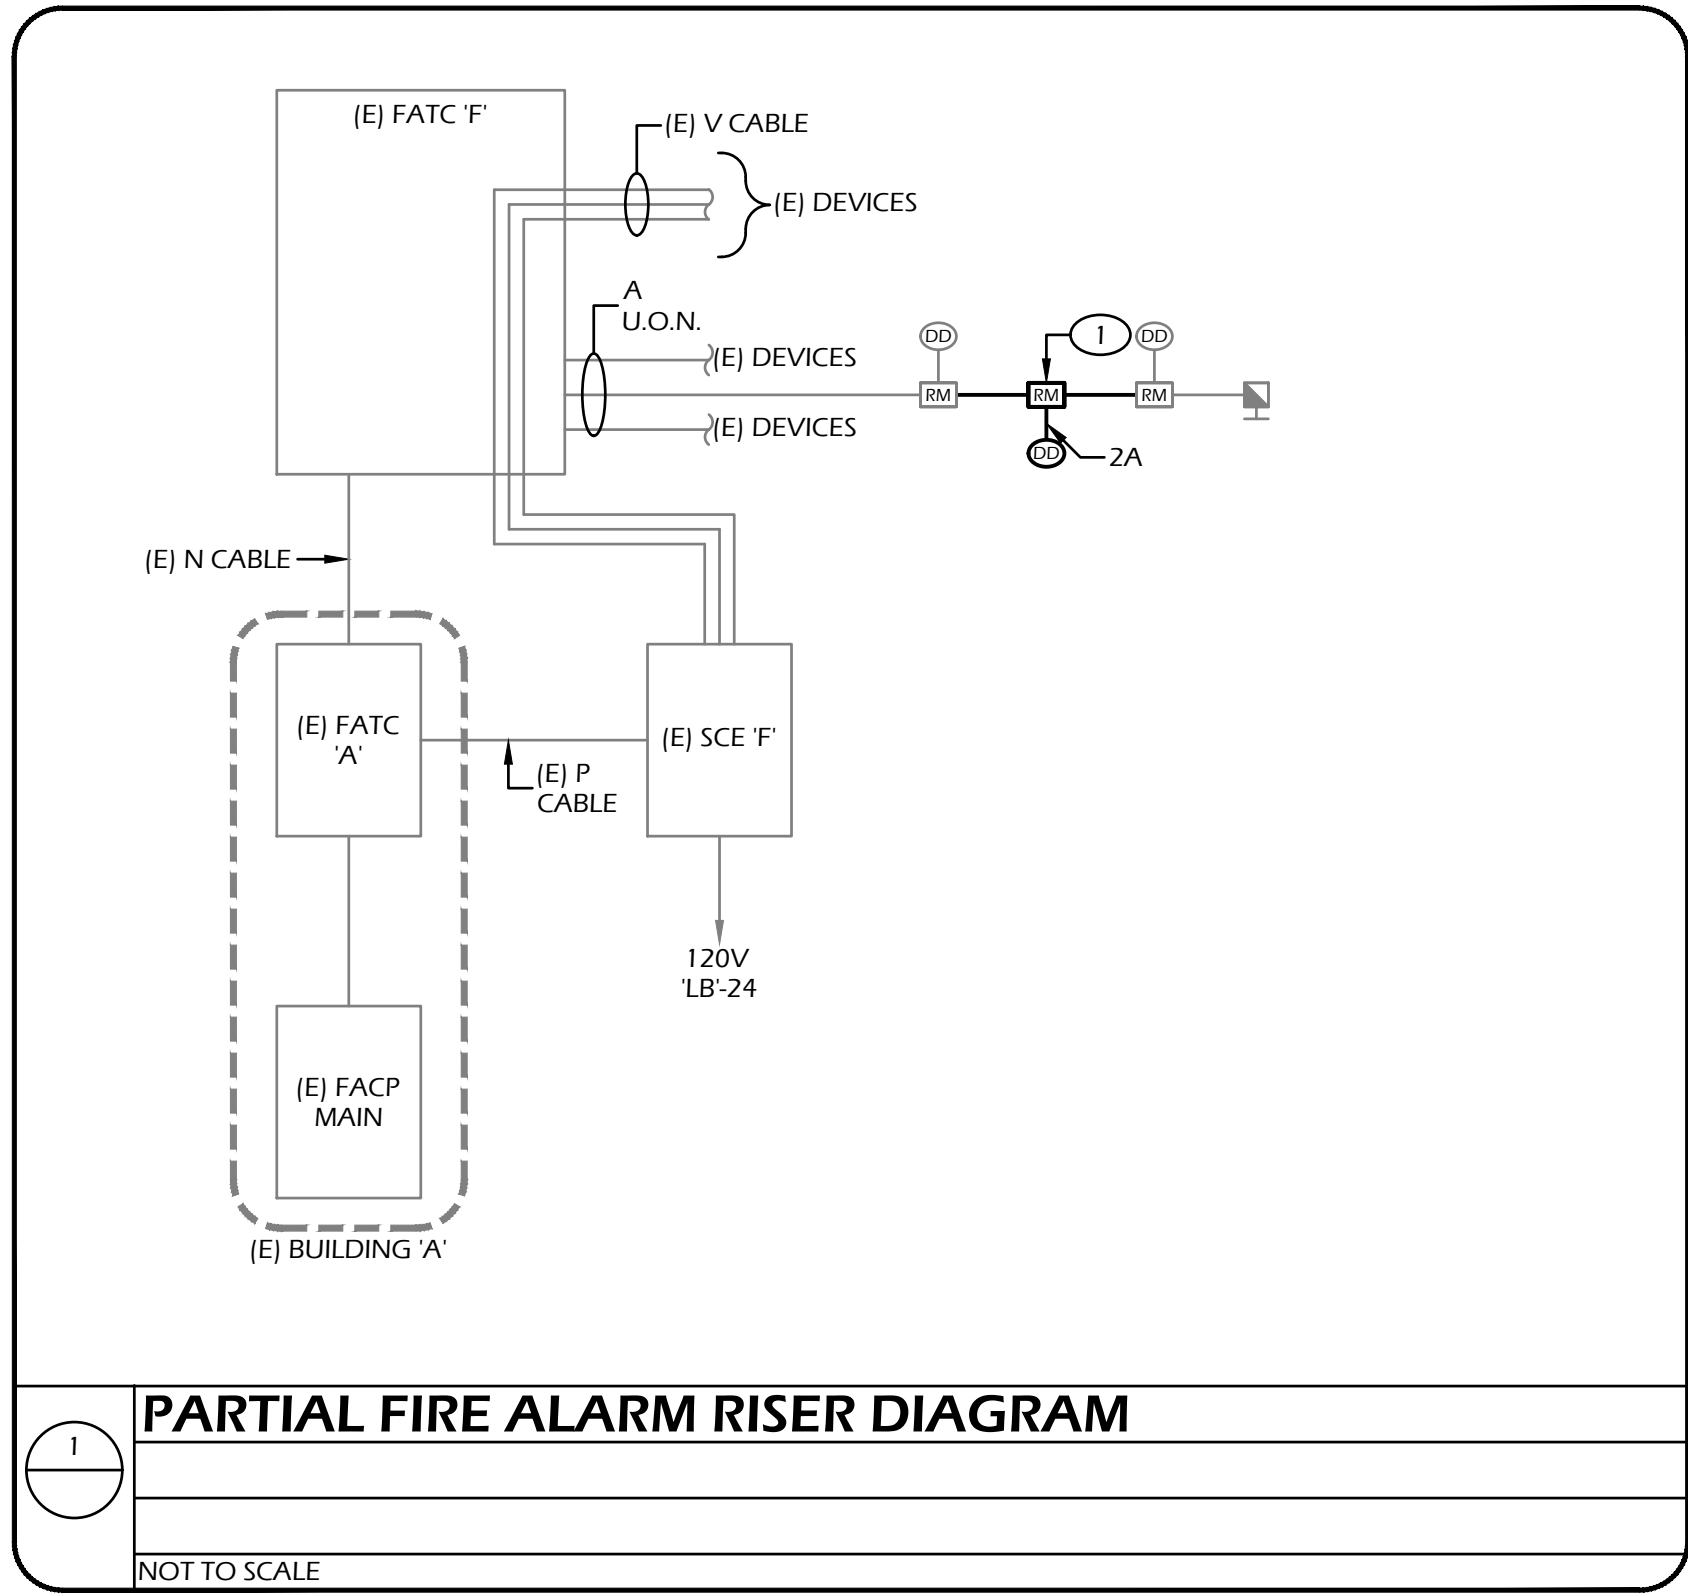 (E) FATC 'F'
(E) V CABLE
(E) DEVICES
A
U.O.N.
(E) DEVICES
(E) DEVICES
DD
1
DD
RM
RM
RM
DD
2A
(E) N CABLE
(E) FATC
'A'
(E) SCE 'F'
(E) P
CABLE
120V
'LB'-24
(E) FACP
MAIN
(E) BUILDING 'A'
1
PARTIAL FIRE ALARM RISER DIAGRAM
NOT TO SCALE